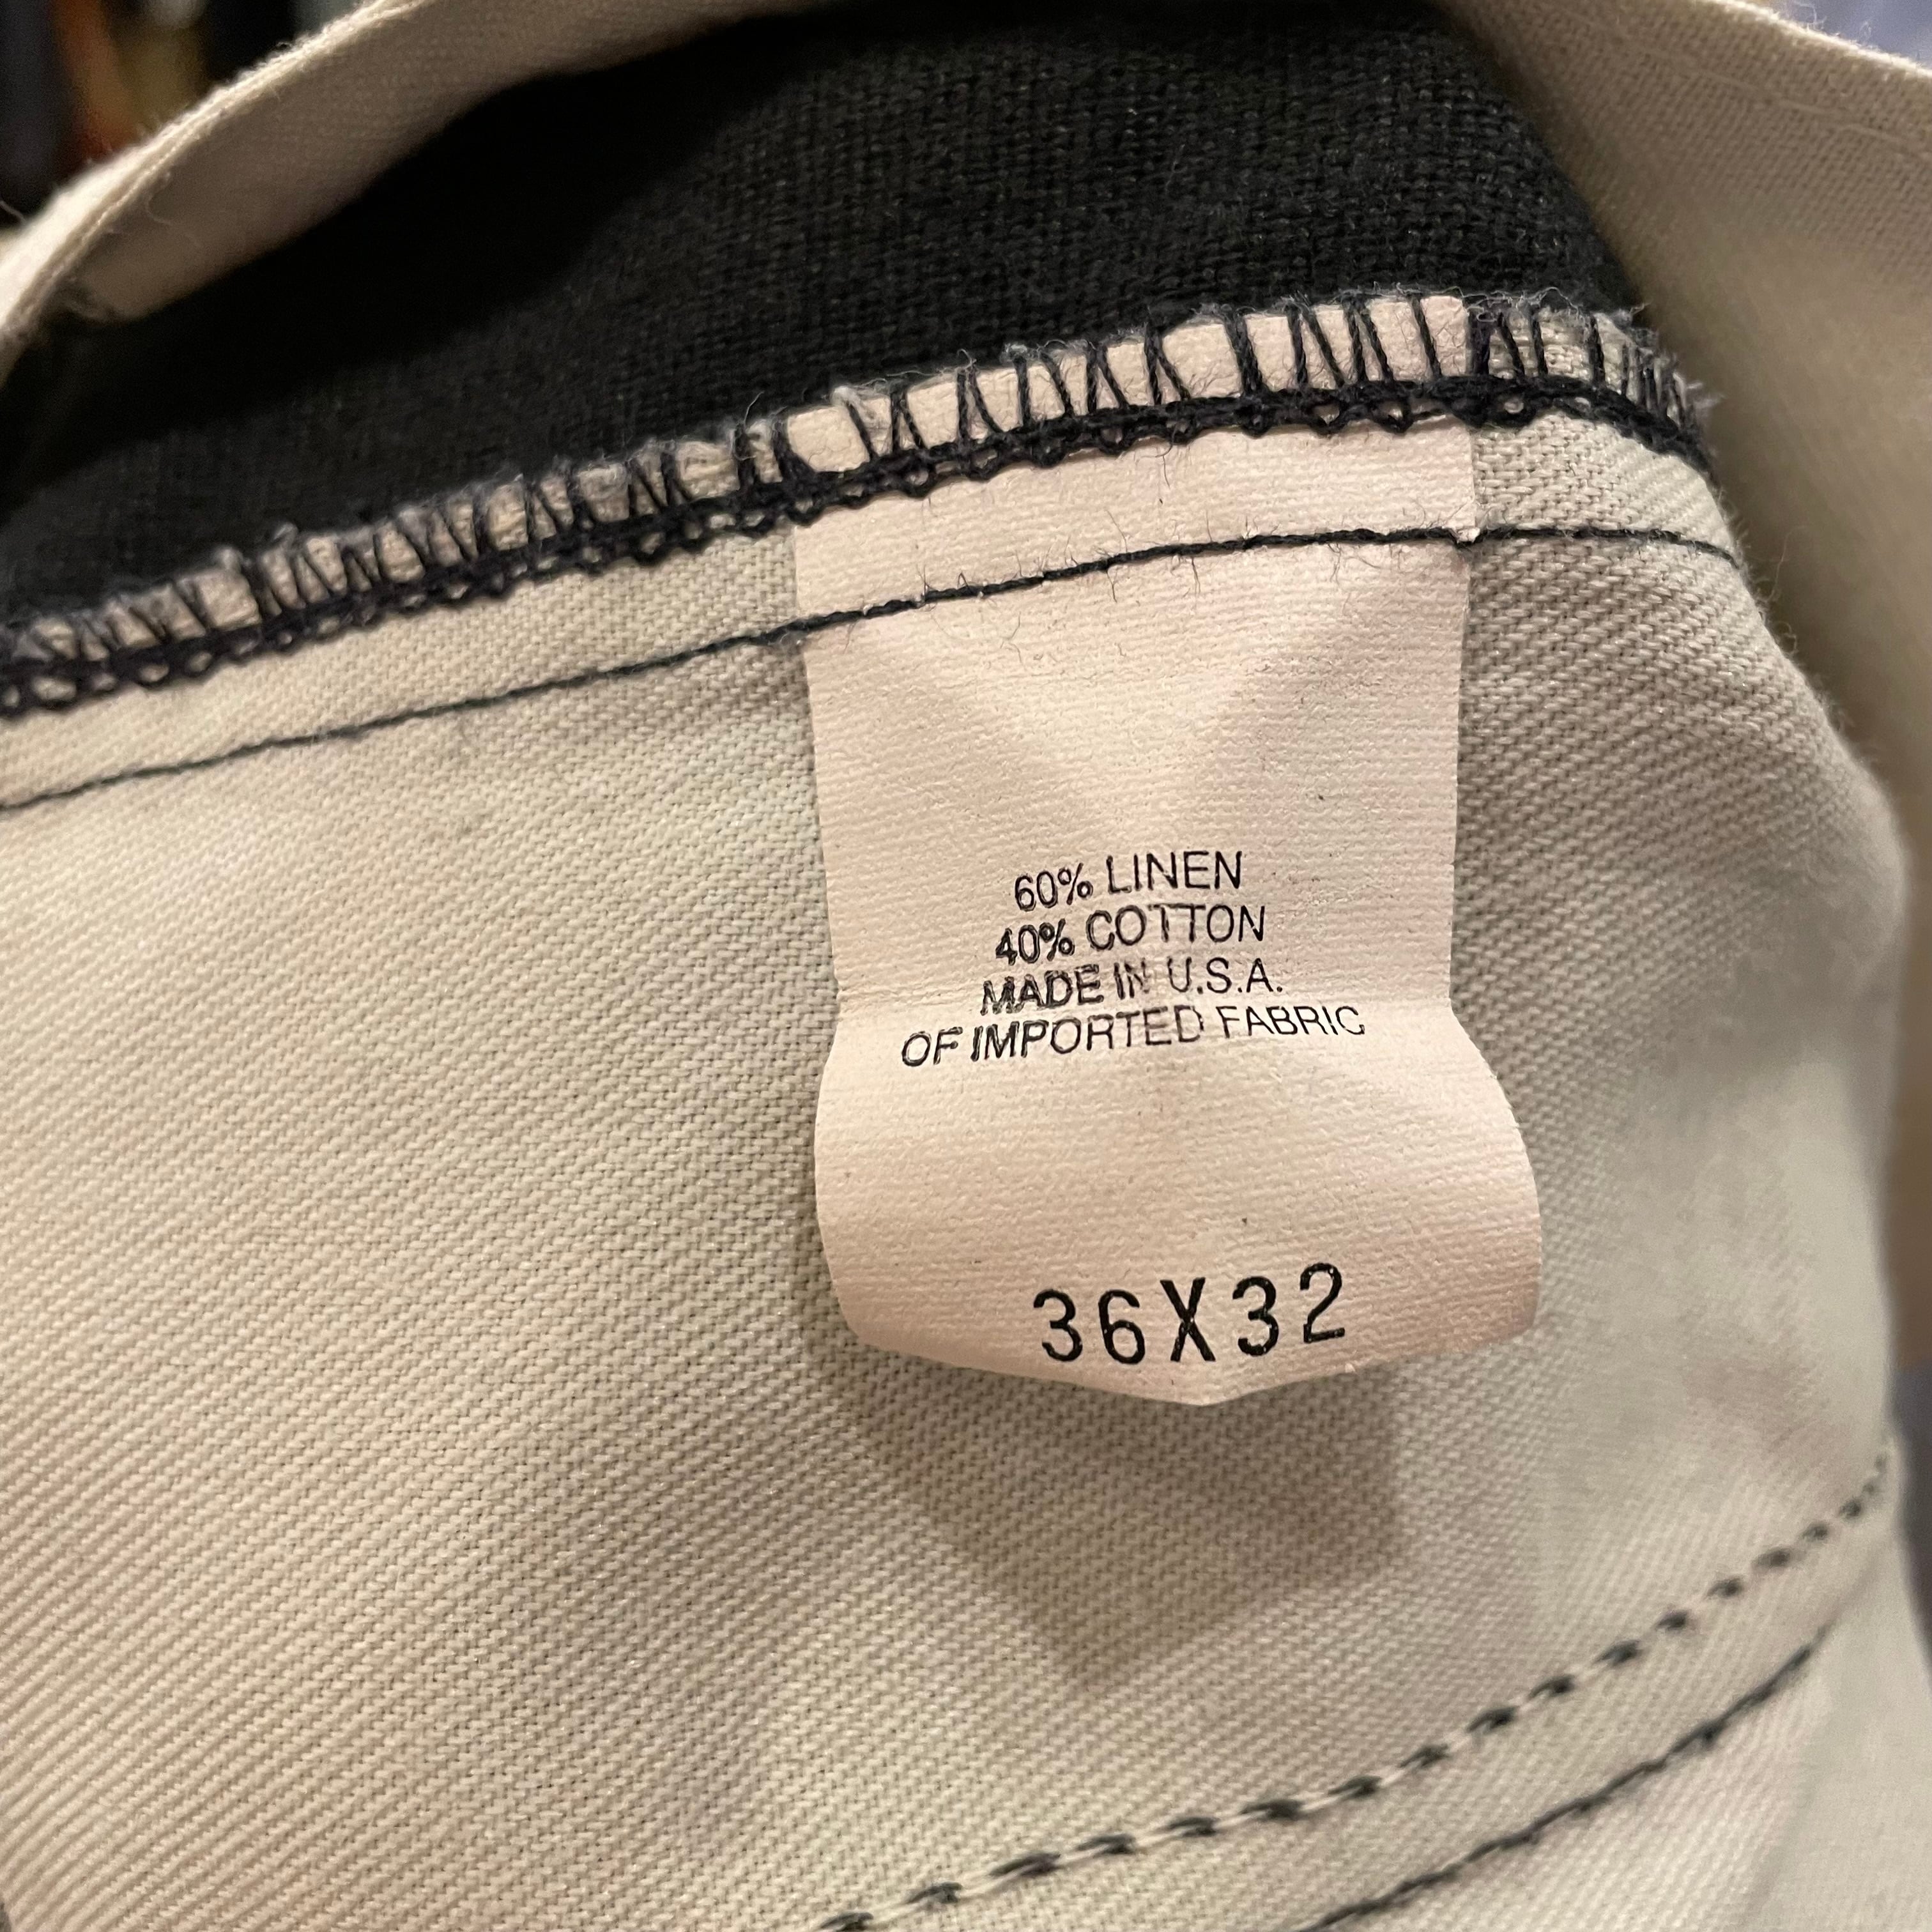 60% LINEN
40% COTTON
MADE IN U.S.A.
OF IMPORTED FABRIC
36X32